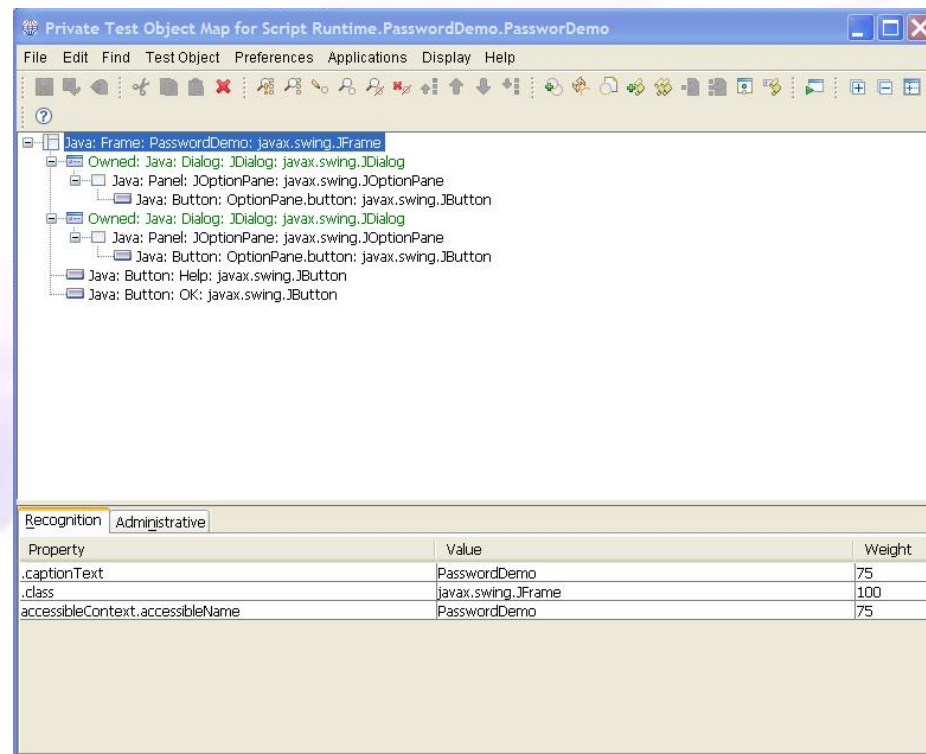 Private Test Object Map for Script Runtime.PasswordDemo.PassworDemo
File Edit Find Test Object Preferences Applications Display Help
Java: Frame: PasswordDemo: javax.swing.JFrame
Owned: Java: Dialog: JDialog: javax.swing.JDialog
Java: Panel: JOptionPane: javax.swing.JOptionPane
Java: Button: OptionPane.button: javax.swing.JButton
Owned: Java: Dialog: JDialog: javax.swing.JDialog
Java: Panel: JOptionPane: javax.swing.JOptionPane
Java: Button: OptionPane.button: javax.swing.JButton
Java: Button: Help: javax.swing.JButton
Java: Button: OK: javax.swing.JButton
Recognition Administrative
Property Value Weight
.captionText PasswordDemo 75
.class javax.swing.JFrame 100
accessibleContext.accessibleName PasswordDemo 75